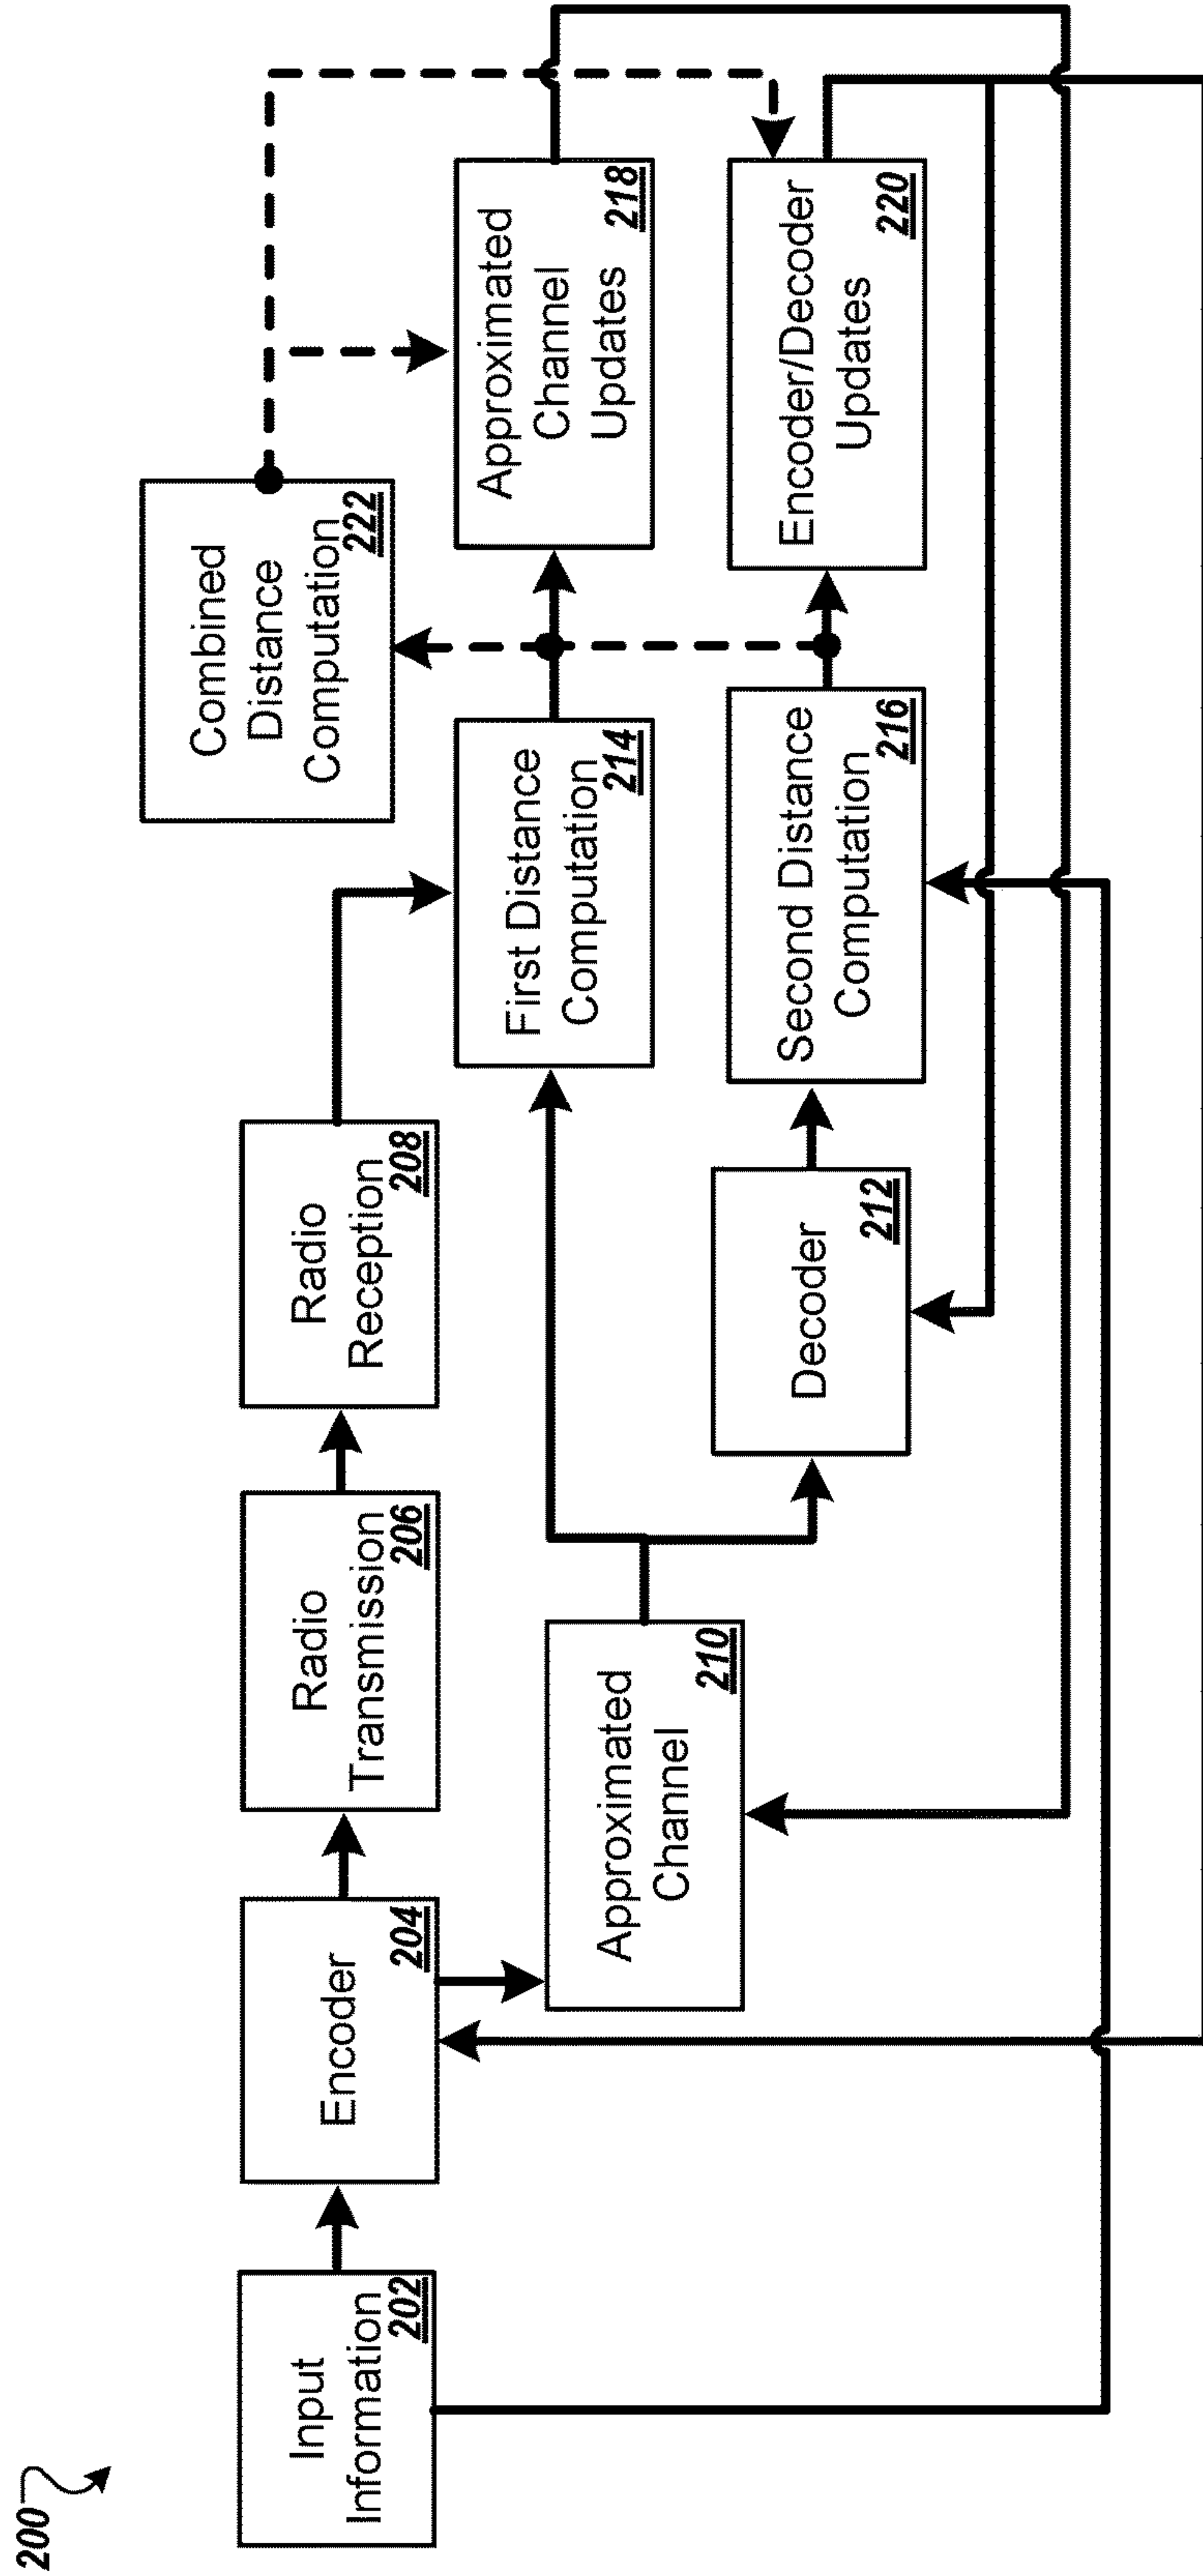 200
Input
Information
202
Encoder
204
Radio
Transmission
206
Radio
Reception
208
Approximated
Channel
210
Decoder
212
First Distance
Computation
214
Second Distance
Computation
216
Combined
Distance
Computation
222
Approximated
Channel
Updates
218
Encoder/Decoder
Updates
220